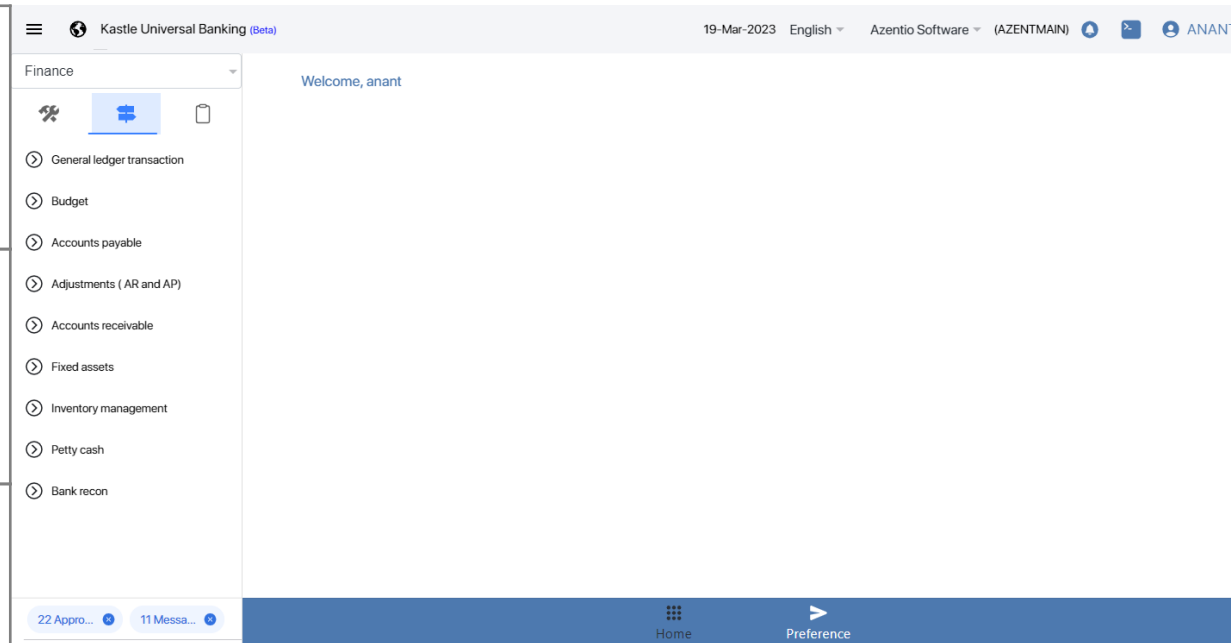 Kastle Universal Banking (Beta)
19-Mar-2023 English Azentio Software (AZENTMAIN) ANANT
Finance
Welcome, anant
General ledger transaction
Budget
Accounts payable
Adjustments ( AR and AP)
Accounts receivable
Fixed assets
Inventory management
Petty cash
Bank recon
22 Appro... 11 Messa...
Home Preference